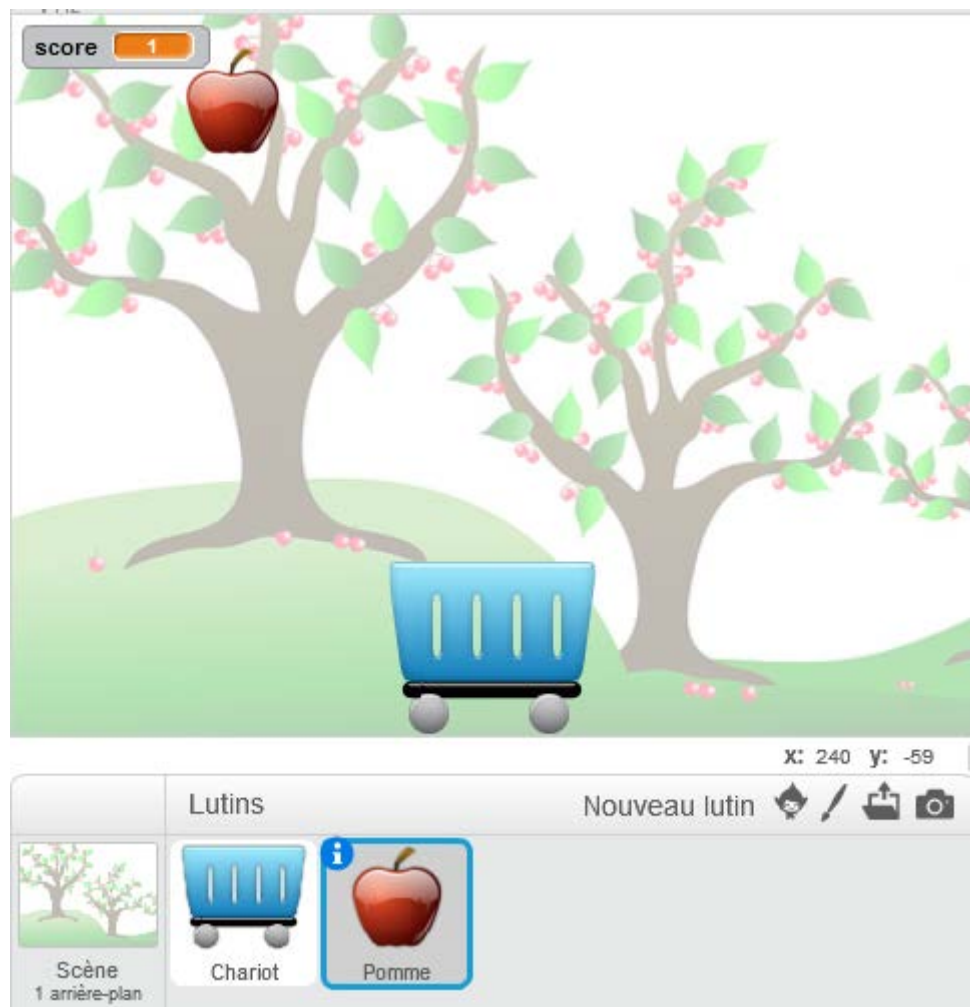 score 1
x: 240 y: -59
Lutins Nouveau lutin
Scène
1 arrière-plan
Chariot
Pomme